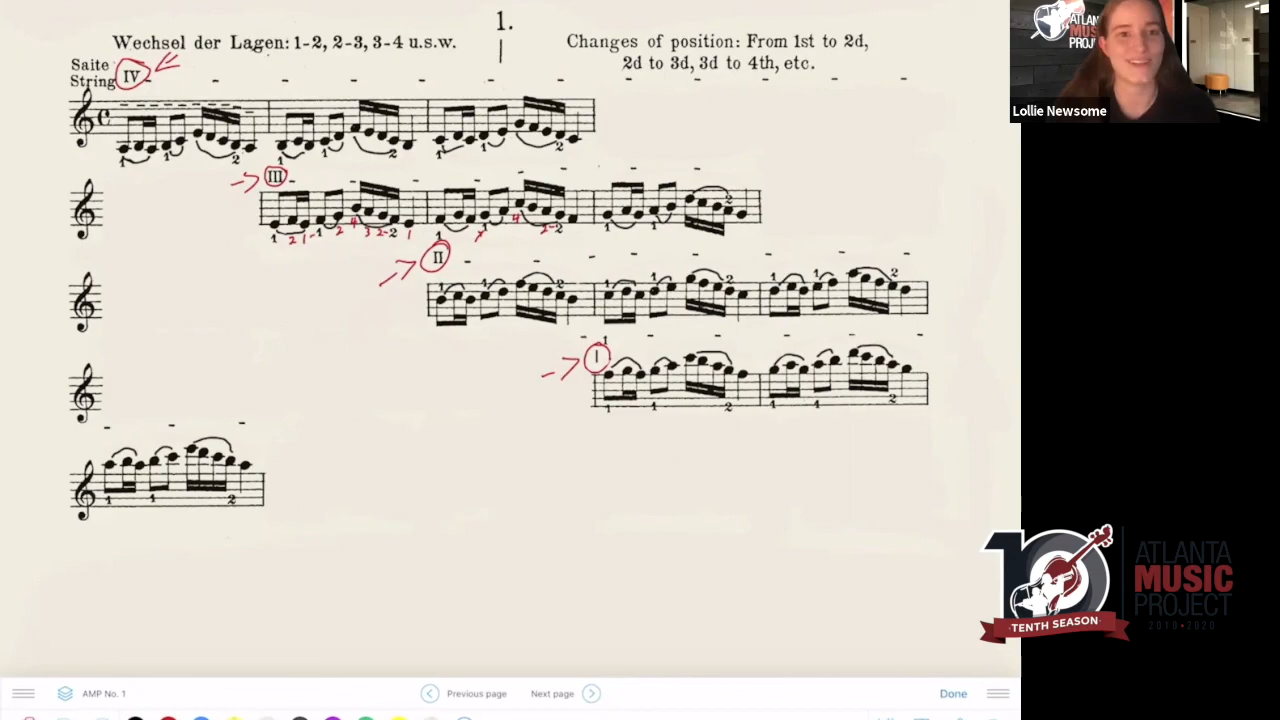 1.
Wechsel der Lagen: 1-2, 2-3, 3-4 u.s.w.
Changes of position: From 1st to 2d,
2d to 3d, 3d to 4th, etc.
Saite
String
IV
III
II
I
ATLANTA
MUSIC
PROJECT
2010•2020
10
TENTH SEASON
Lollie Newsome
AMP No. 1
Previous page
Next page
Done